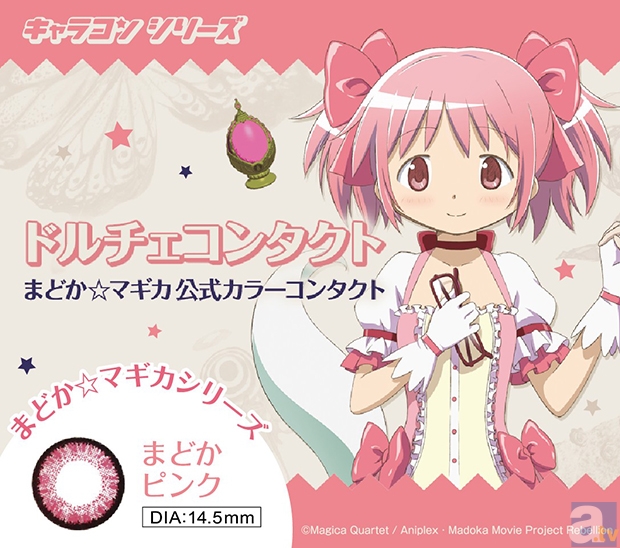 キャラコン シリーズ
ドルチェコンタクト
まどか☆マギカ 公式カラーコンタクト
まどか☆マギカシリーズ
まどか
ピンク
DIA:14.5mm
©Magica Quartet / Aniplex・Madoka Movie Project Rebellion